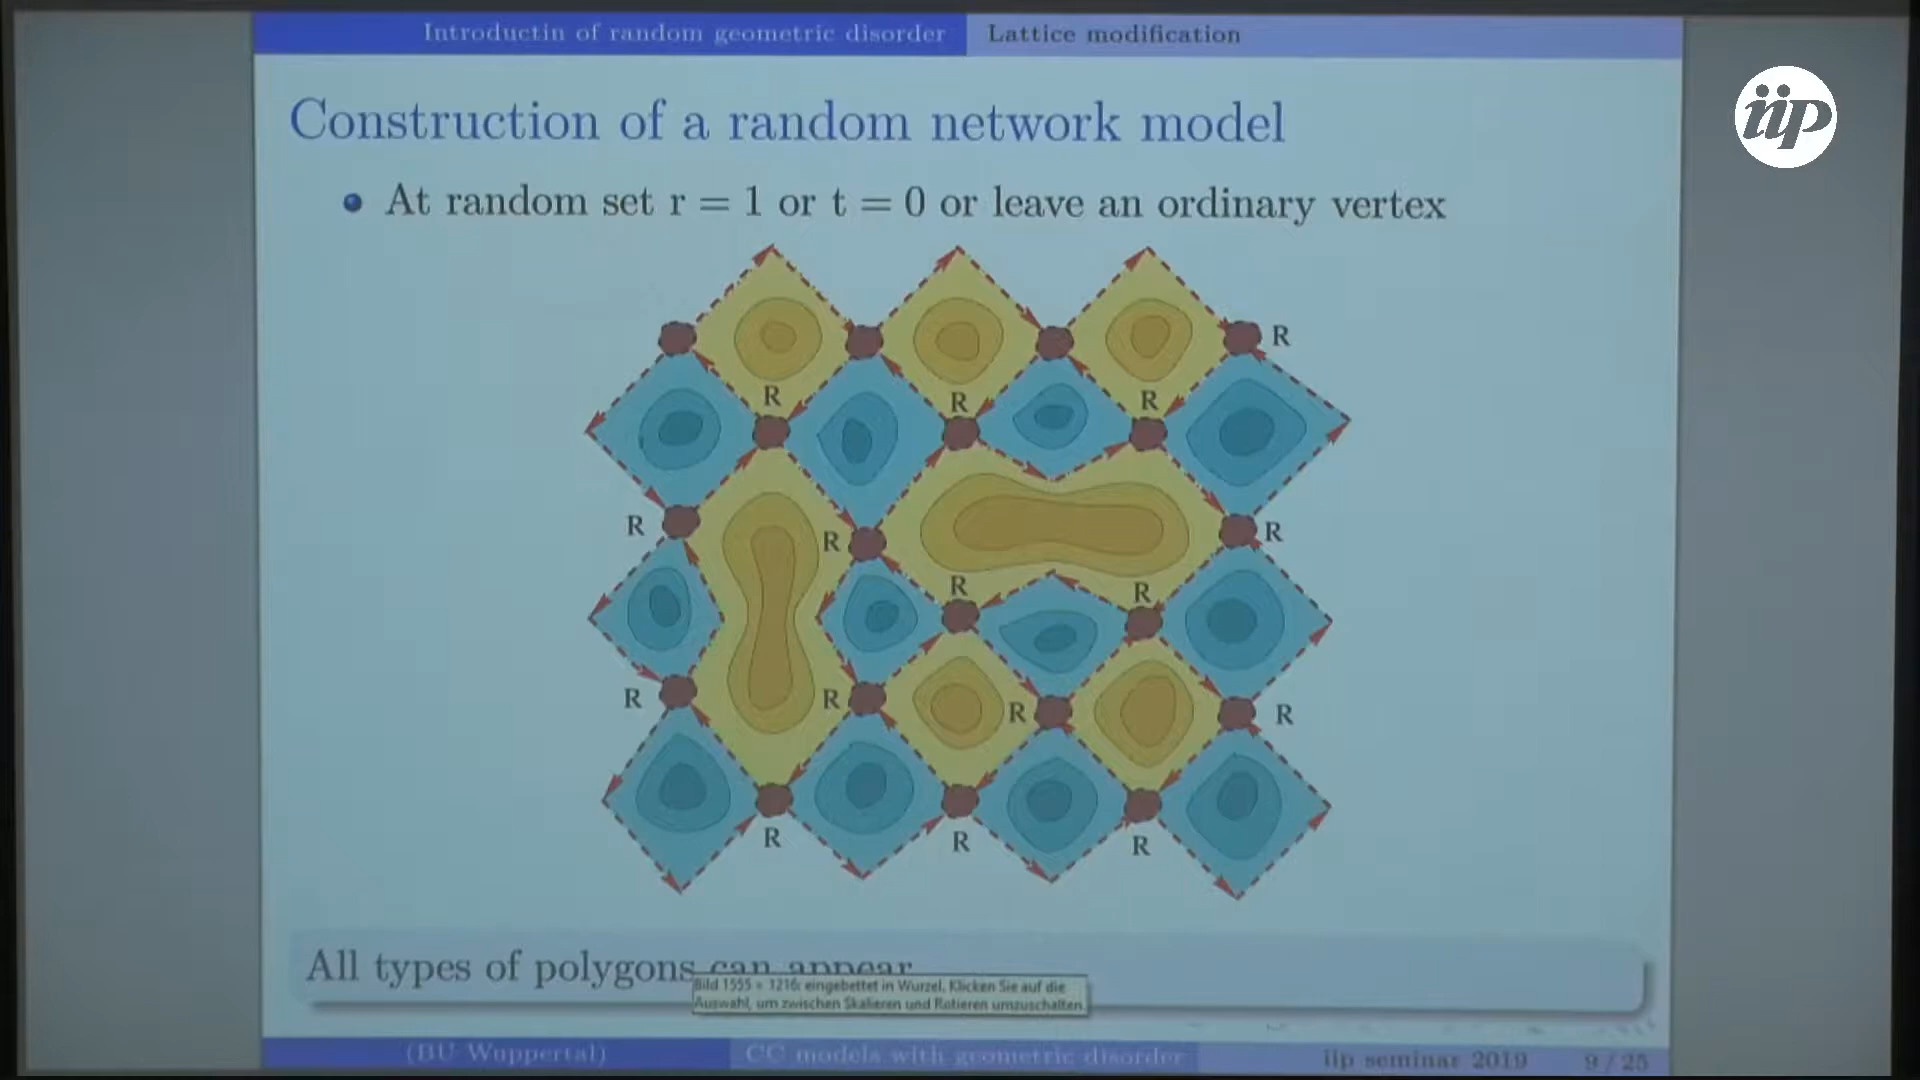 Introductin of random geometric disorder
Lattice modification
iip
Construction of a random network model
At random set r = 1 or t = 0 or leave an ordinary vertex
R
R R R
R R R
R R
R R
R R R
R R R
All types of polygons can appear
Bild 1555 × 1216: eingebettet in Wurzel. Klicken Sie auf die
Auswahl, um zwischen Skalieren und Rotieren umzuschalten.
(BU Wuppertal)
CC models with geometric disorder
iip seminar 2019
9 / 25